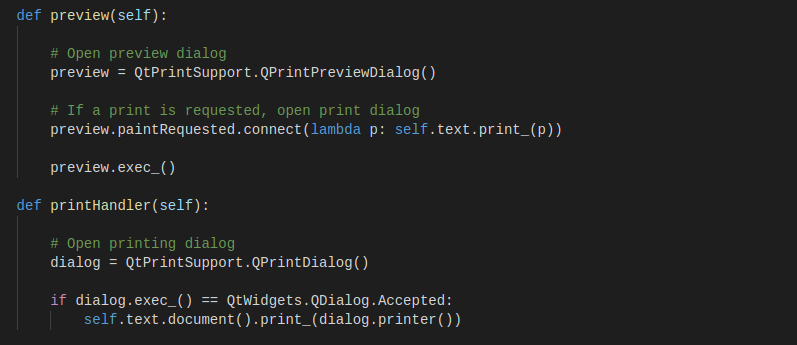 def preview(self):
# Open preview dialog
preview = QtPrintSupport.QPrintPreviewDialog()
# If a print is requested, open print dialog
preview.paintRequested.connect(lambda p: self.text.print_(p))
preview.exec_()
def printHandler(self):
# Open printing dialog
dialog = QtPrintSupport.QPrintDialog()
if dialog.exec_() == QtWidgets.QDialog.Accepted:
self.text.document().print_(dialog.printer())